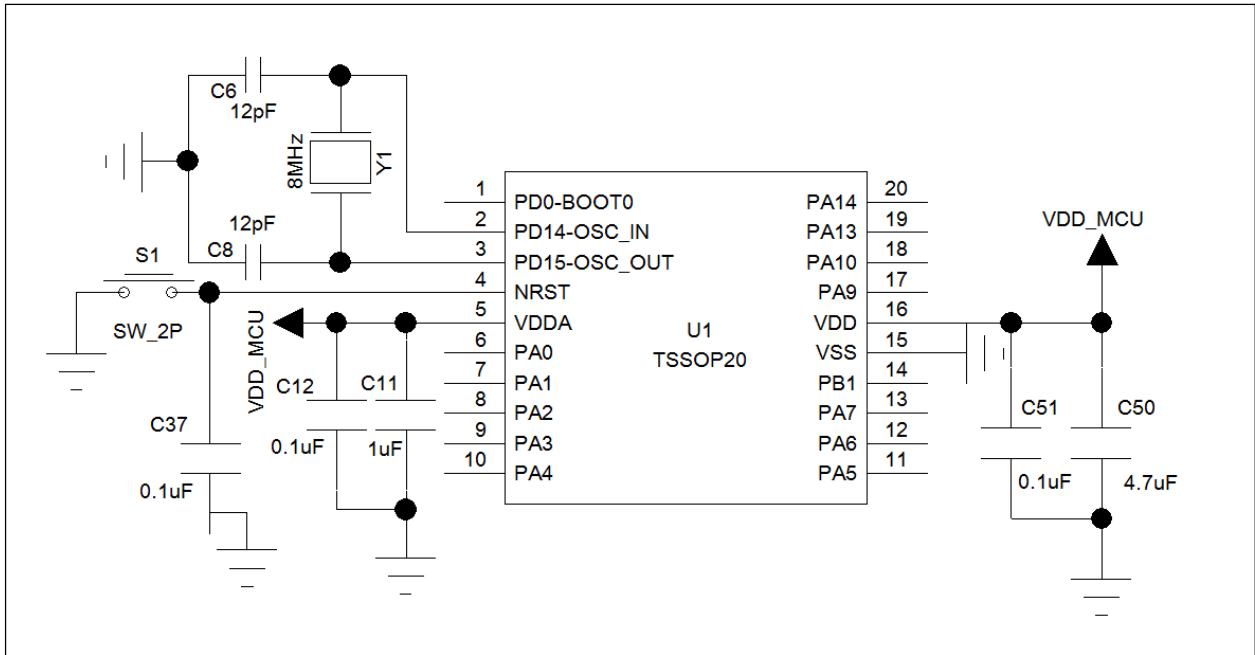 C6
12pF
8MHz
Y1
12pF
C8
S1
SW_2P
VDD_MCU
C37
0.1uF
C12
0.1uF
C11
1uF
1 PD0-BOOT0
2 PD14-OSC_IN
3 PD15-OSC_OUT
4 NRST
5 VDDA
6 PA0
7 PA1
8 PA2
9 PA3
10 PA4
U1
TSSOP20
PA14 20
PA13 19
PA10 18
PA9 17
VDD 16
VSS 15
PB1 14
PA7 13
PA6 12
PA5 11
VDD_MCU
C51
0.1uF
C50
4.7uF